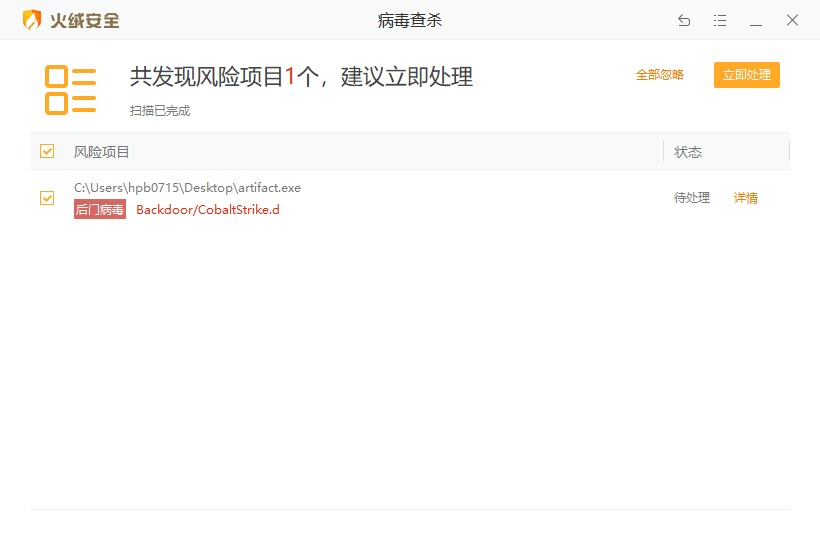 火绒安全
病毒查杀
共发现风险项目1个，建议立即处理
全部忽略
立即处理
扫描已完成
风险项目
状态
C:\Users\hpb0715\Desktop\artifact.exe
待处理
详情
后门病毒 Backdoor/CobaltStrike.d